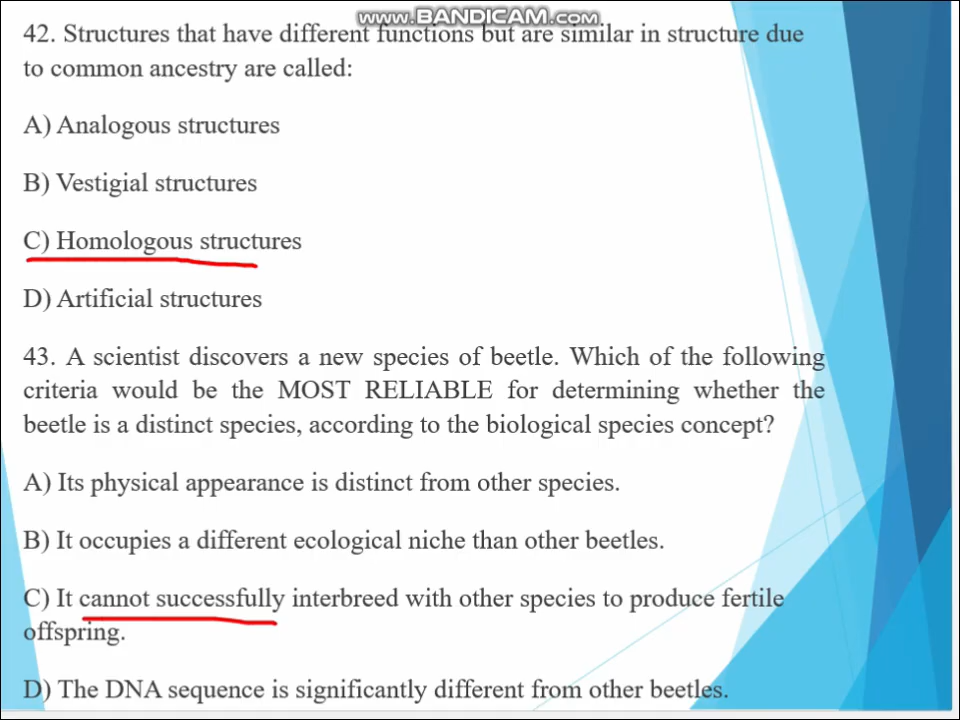 www.BANDICAM.com
42. Structures that have different functions but are similar in structure due
to common ancestry are called:
A) Analogous structures
B) Vestigial structures
C) Homologous structures
D) Artificial structures
43. A scientist discovers a new species of beetle. Which of the following
criteria would be the MOST RELIABLE for determining whether the
beetle is a distinct species, according to the biological species concept?
A) Its physical appearance is distinct from other species.
B) It occupies a different ecological niche than other beetles.
C) It cannot successfully interbreed with other species to produce fertile
offspring.
D) The DNA sequence is significantly different from other beetles.